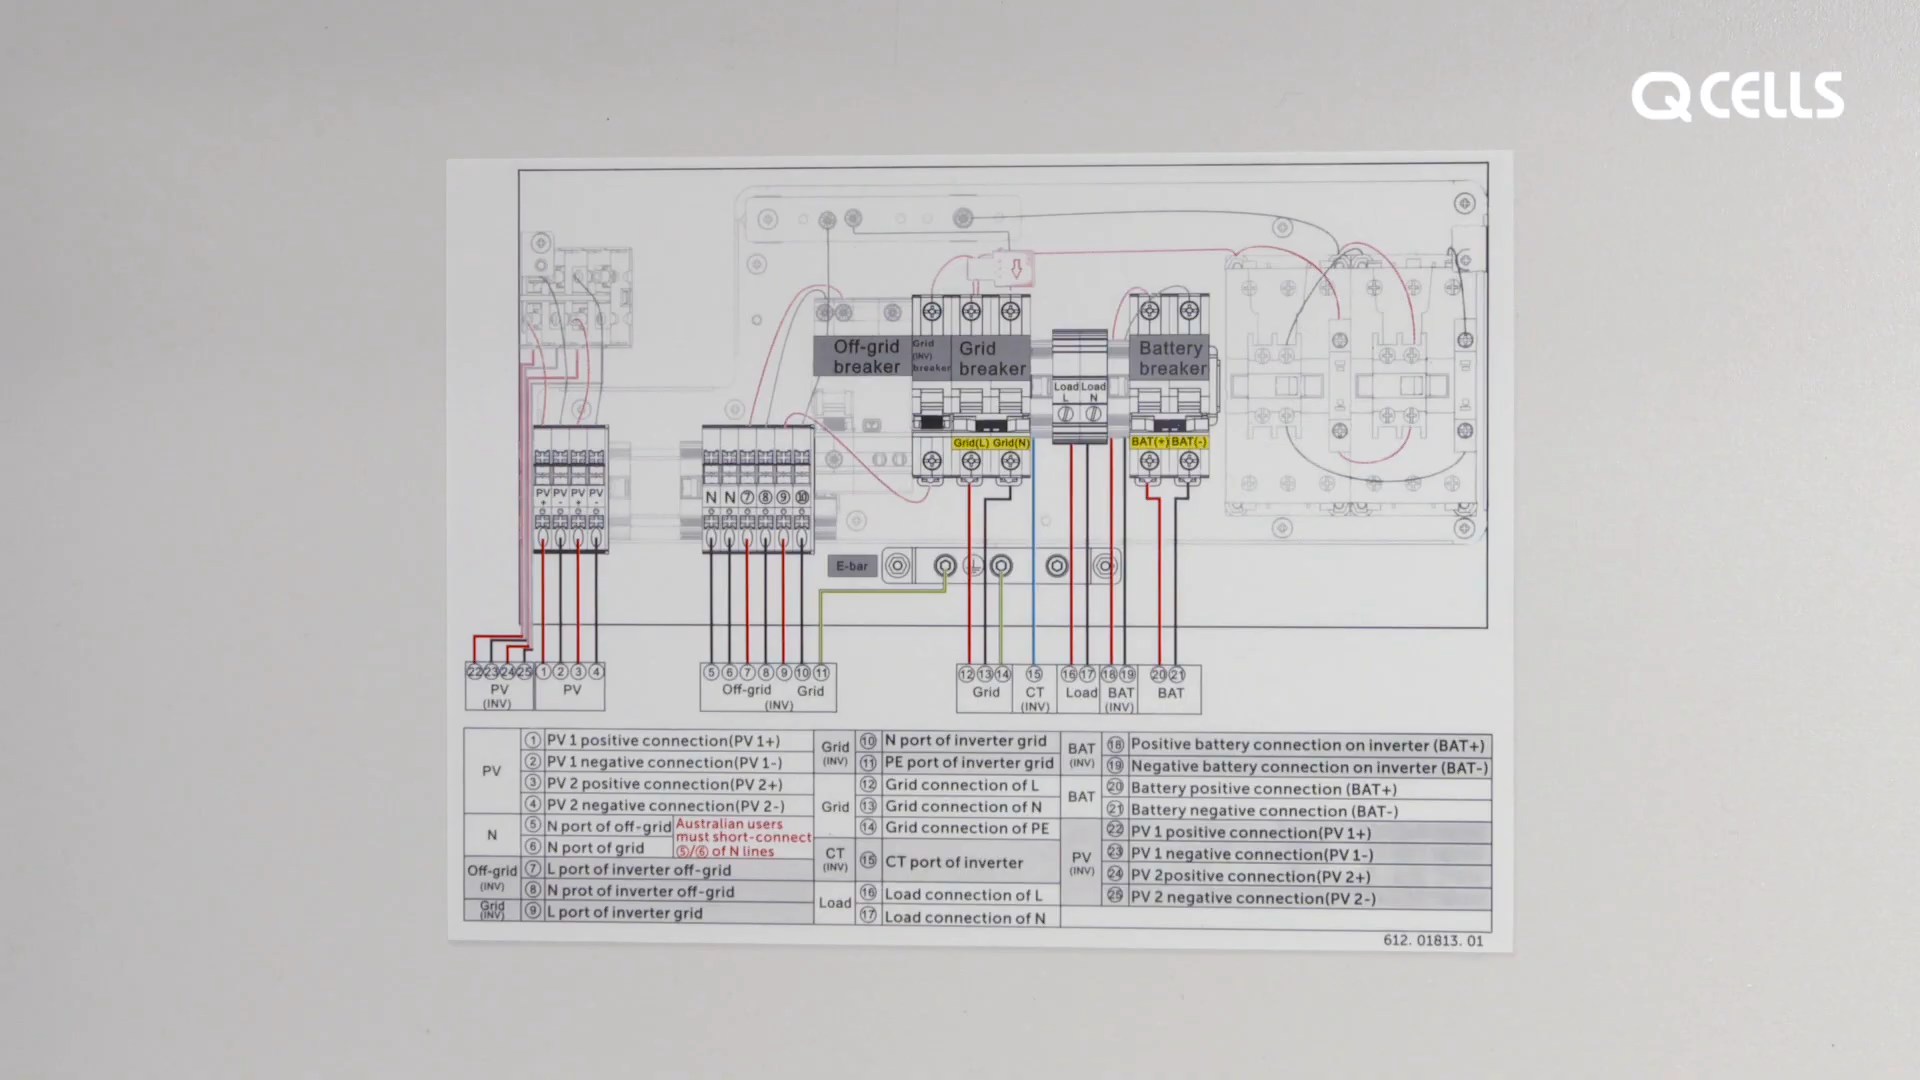 Q CELLS
Off-grid breaker
Grid (INV) breaker
Grid breaker
Load L
Load N
Battery breaker
Grid(L) Grid(N)
BAT(+) BAT(-)
PV + PV - PV + PV -
N N ⑦ ⑧ ⑨ ⑩
E-bar
㉒ ㉓ ㉔ ㉕ ① ② ③ ④
PV (INV)
PV
⑤ ⑥ ⑦ ⑧ ⑨ ⑩ ⑪
Off-grid Grid
(INV)
⑫ ⑬ ⑭ ⑮ ⑯ ⑰ ⑱ ⑲ ⑳ ㉑
Grid
CT (INV)
Load
BAT (INV)
BAT
PV
① PV 1 positive connection(PV 1+)
② PV 1 negative connection(PV 1-)
③ PV 2 positive connection(PV 2+)
④ PV 2 negative connection(PV 2-)
N
⑤ N port of off-grid
⑥ N port of grid
Australian users
must short-connect
⑤/⑥ of N lines
Off-grid (INV)
⑦ L port of inverter off-grid
⑧ N prot of inverter off-grid
Grid (INV)
⑨ L port of inverter grid
Grid (INV)
⑩ N port of inverter grid
⑪ PE port of inverter grid
Grid
⑫ Grid connection of L
⑬ Grid connection of N
⑭ Grid connection of PE
CT (INV)
⑮ CT port of inverter
Load
⑯ Load connection of L
⑰ Load connection of N
BAT (INV)
⑱ Positive battery connection on inverter (BAT+)
⑲ Negative battery connection on inverter (BAT-)
BAT
⑳ Battery positive connection (BAT+)
㉑ Battery negative connection (BAT-)
PV (INV)
㉒ PV 1 positive connection(PV 1+)
㉓ PV 1 negative connection(PV 1-)
㉔ PV 2positive connection(PV 2+)
㉕ PV 2 negative connection(PV 2-)
612. 01813. 01